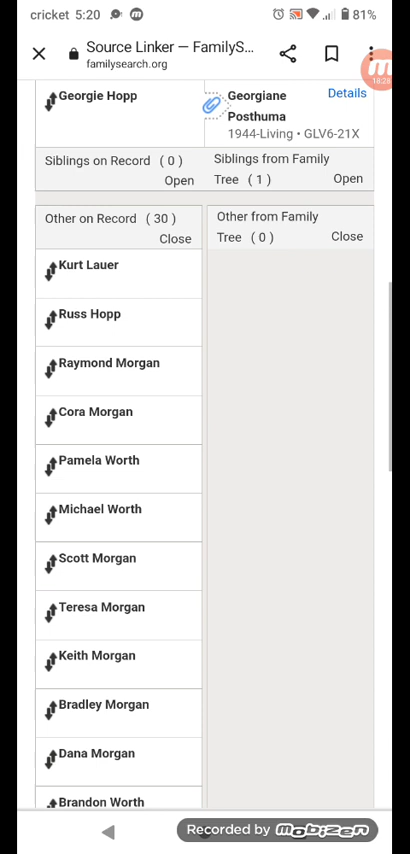 cricket 5:20 81%
Source Linker — FamilyS...
familysearch.org
18:28
Georgie Hopp
Georgiane Details
Posthuma
1944-Living • GLV6-21X
Siblings on Record ( 0 )
Open
Siblings from Family
Tree ( 1 ) Open
Other on Record ( 30 )
Close
Other from Family
Tree ( 0 ) Close
Kurt Lauer
Russ Hopp
Raymond Morgan
Cora Morgan
Pamela Worth
Michael Worth
Scott Morgan
Teresa Morgan
Keith Morgan
Bradley Morgan
Dana Morgan
Brandon Worth
Recorded by mobizen